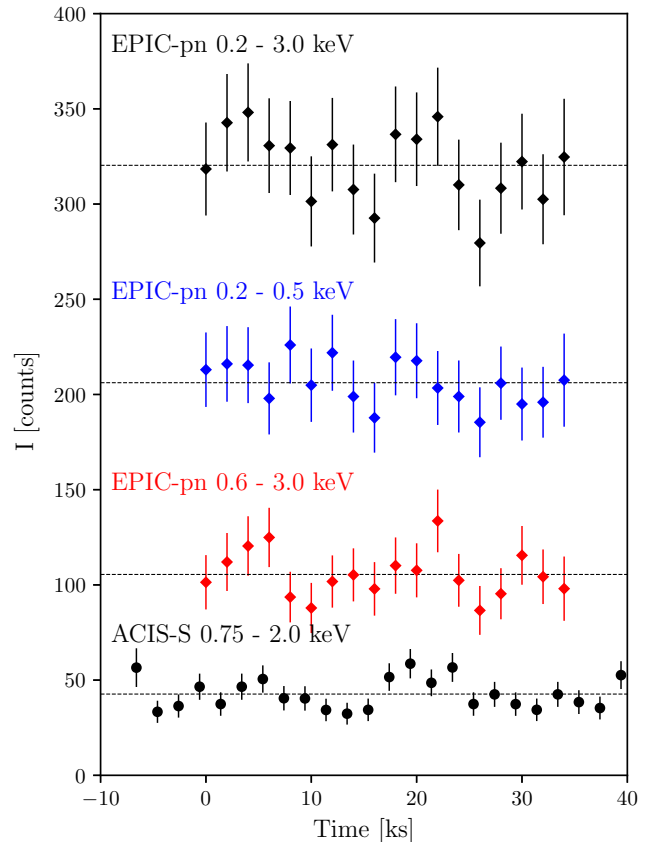 400
EPIC-pn 0.2 - 3.0 keV
350
300
EPIC-pn 0.2 - 0.5 keV
250
I [counts]
200
150
EPIC-pn 0.6 - 3.0 keV
100
ACIS-S 0.75 - 2.0 keV
50
0
−10 0 10 20 30 40
Time [ks]